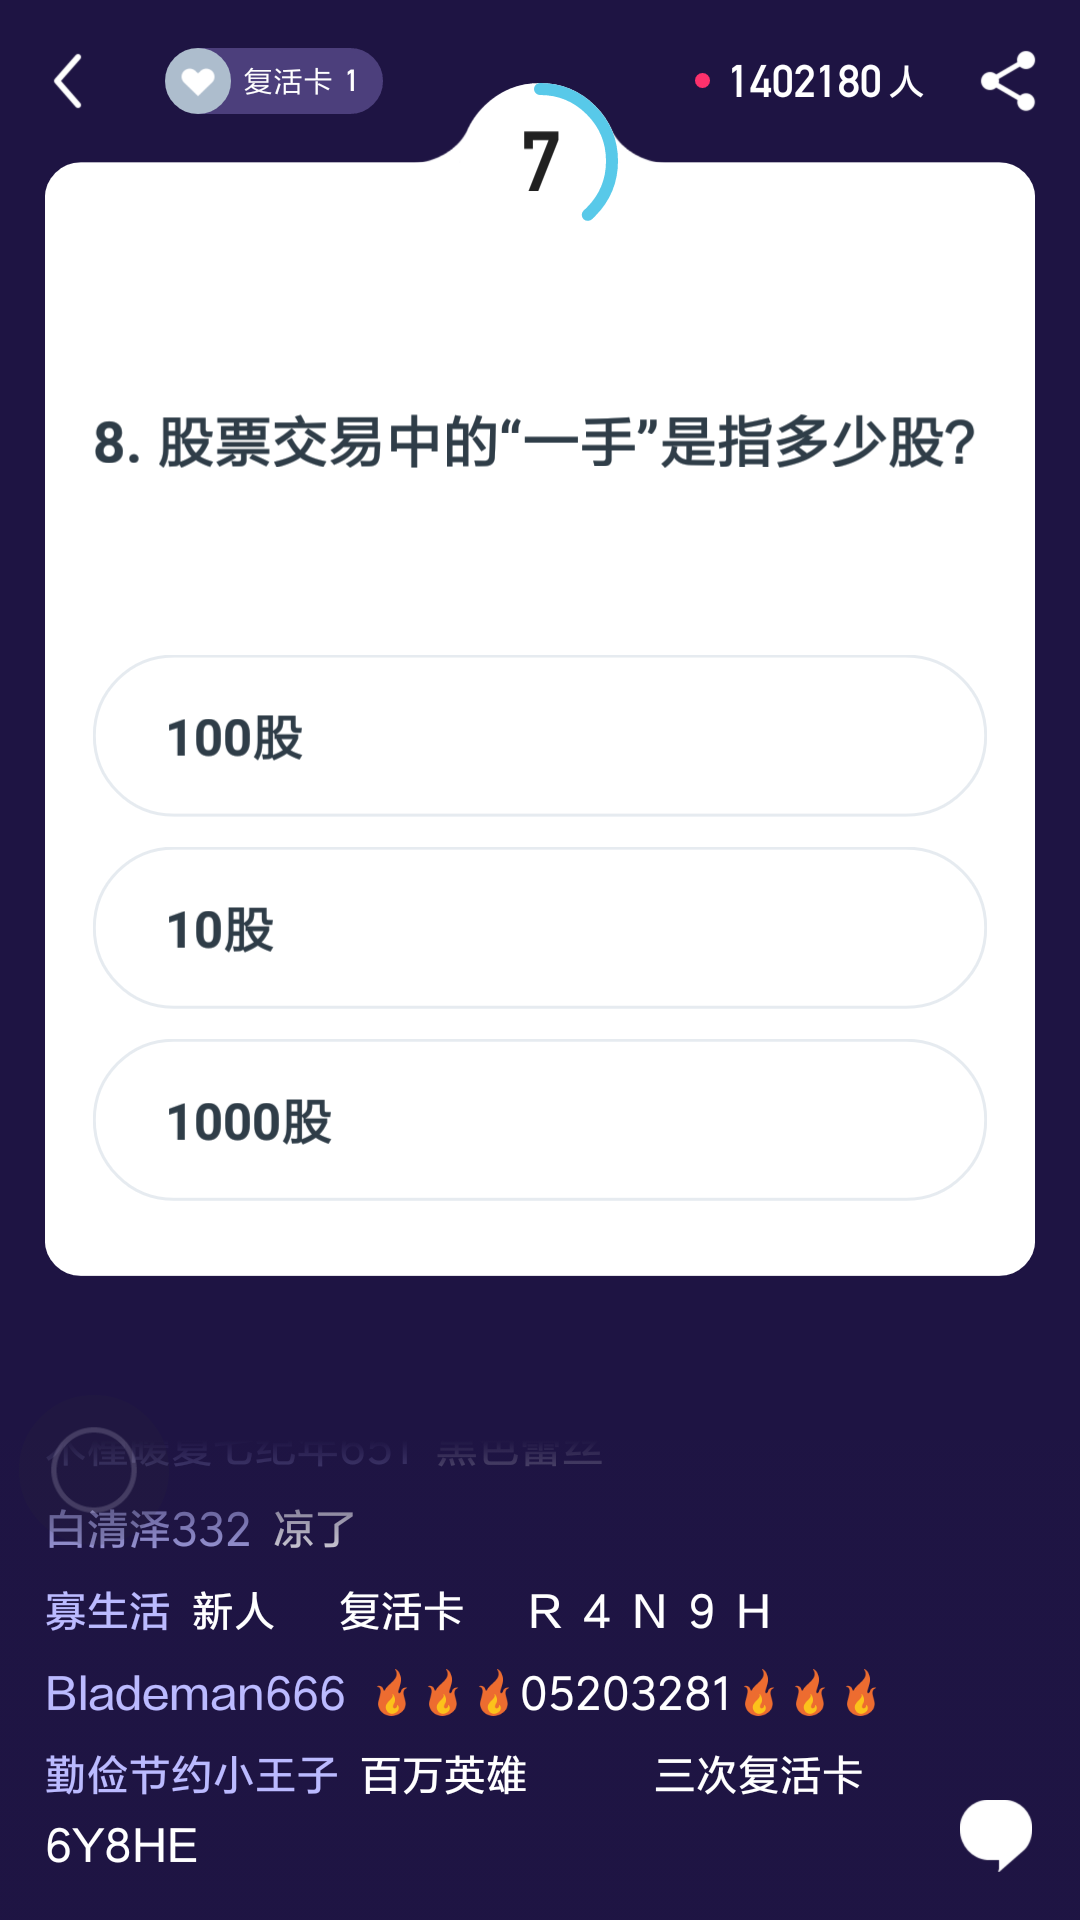 复活卡 1
1402180 人
7
8. 股票交易中的“一手”是指多少股?
100股
10股
1000股
白清泽332 凉了
寡生活 新人 复活卡 R 4 N 9 H
Blademan666 🔥🔥🔥05203281🔥🔥🔥
勤俭节约小王子 百万英雄 三次复活卡
6Y8HE